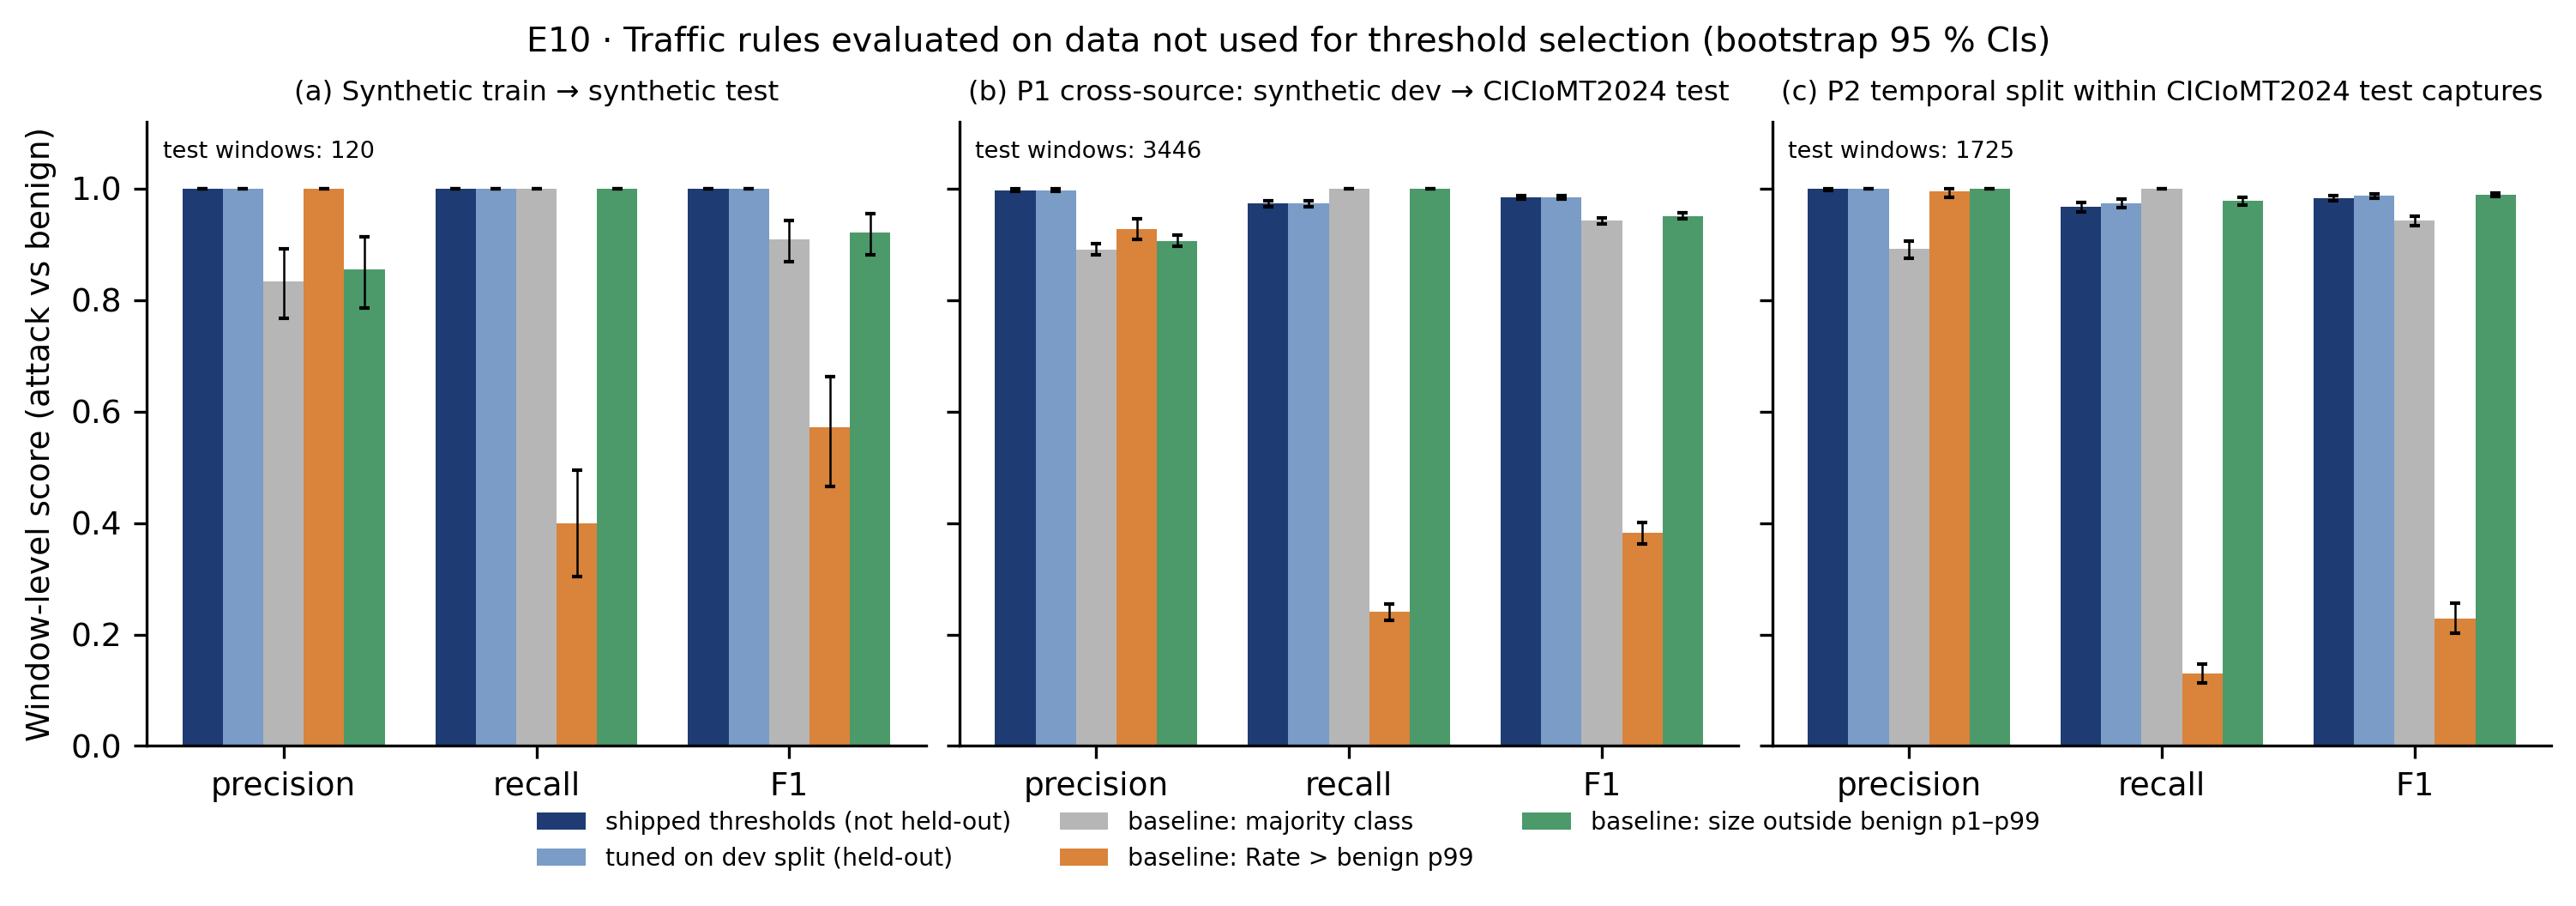 E10 · Traffic rules evaluated on data not used for threshold selection (bootstrap 95 % CIs)
(a) Synthetic train → synthetic test
(b) P1 cross-source: synthetic dev → CICIoMT2024 test
(c) P2 temporal split within CICIoMT2024 test captures
Window-level score (attack vs benign)
test windows: 120
test windows: 3446
test windows: 1725
1.0
0.8
0.6
0.4
0.2
0.0
precision recall F1
precision recall F1
precision recall F1
shipped thresholds (not held-out)
tuned on dev split (held-out)
baseline: majority class
baseline: Rate > benign p99
baseline: size outside benign p1–p99